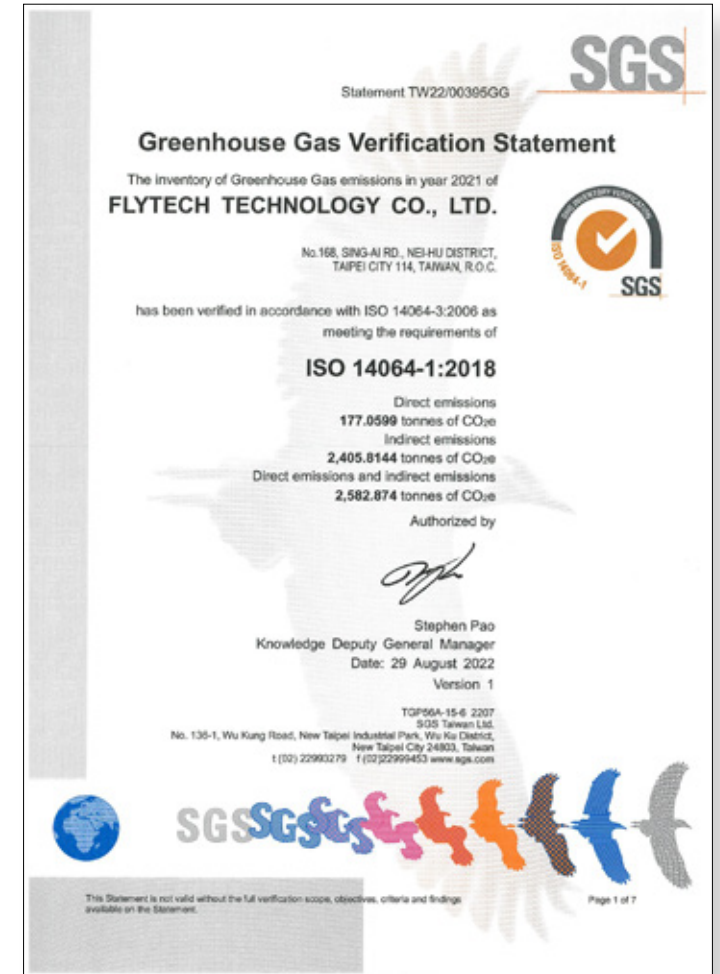 SGS
Statement TW22/00395GG
Greenhouse Gas Verification Statement
The inventory of Greenhouse Gas emissions in year 2021 of
FLYTECH TECHNOLOGY CO., LTD.
GHG INVENTORY VERIFICATION
ISO 14064-1
SGS
No.168, SING-AI RD., NEI-HU DISTRICT,
TAIPEI CITY 114, TAIWAN, R.O.C.
has been verified in accordance with ISO 14064-3:2006 as
meeting the requirements of
ISO 14064-1:2018
Direct emissions
177.0599 tonnes of CO₂e
Indirect emissions
2,405.8144 tonnes of CO₂e
Direct emissions and indirect emissions
2,582.874 tonnes of CO₂e
Authorized by
Stephen Pao
Knowledge Deputy General Manager
Date: 29 August 2022
Version 1
TGP56A-15-6 2207
SGS Taiwan Ltd.
No. 136-1, Wu Kung Road, New Taipei Industrial Park, Wu Ku District,
New Taipei City 24803, Taiwan
t (02) 22993279 f (02)22999453 www.sgs.com
SGS SGS SGS
This Statement is not valid without the full verification scope, objectives, criteria and findings
available on the Statement.
Page 1 of 7